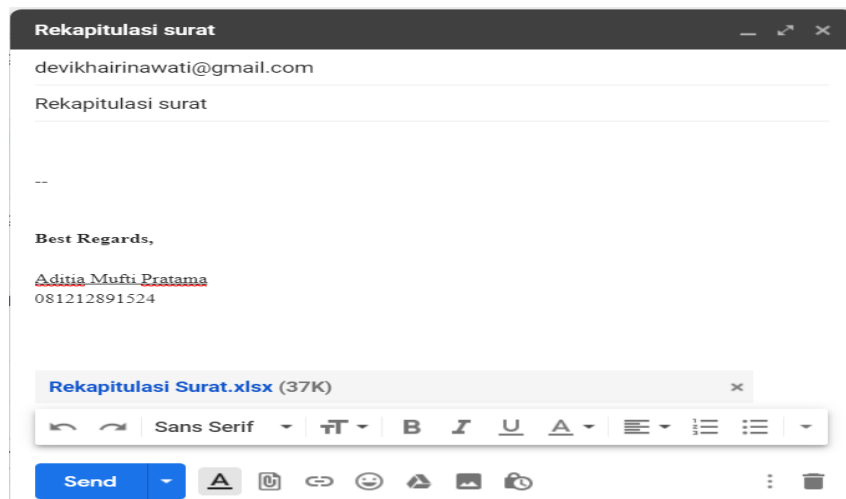 Rekapitulasi surat
devikhairinawati@gmail.com
Rekapitulasi surat
--
Best Regards,
Aditia Mufti Pratama
081212891524
Rekapitulasi Surat.xlsx (37K)
Sans Serif
Send